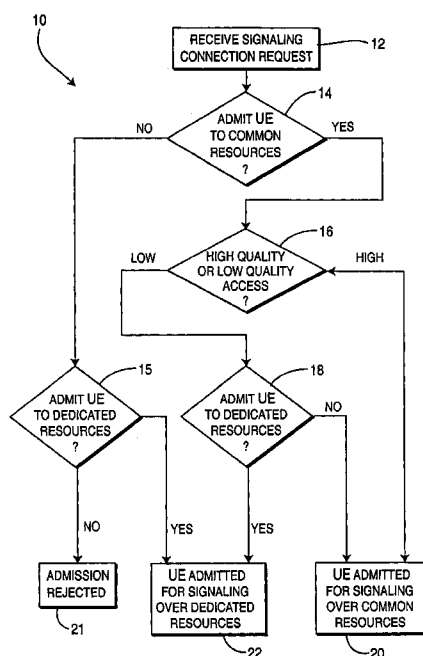 10
RECEIVE SIGNALING
CONNECTION REQUEST
12
14
NO
ADMIT UE
TO COMMON
RESOURCES
?
YES
16
LOW
HIGH QUALITY
OR LOW QUALITY
ACCESS
?
HIGH
15
ADMIT UE
TO DEDICATED
RESOURCES
?
18
ADMIT UE
TO DEDICATED
RESOURCES
?
NO
NO
YES
YES
ADMISSION
REJECTED
21
UE ADMITTED
FOR SIGNALING
OVER DEDICATED
RESOURCES
22
UE ADMITTED
FOR SIGNALING
OVER COMMON
RESOURCES
20